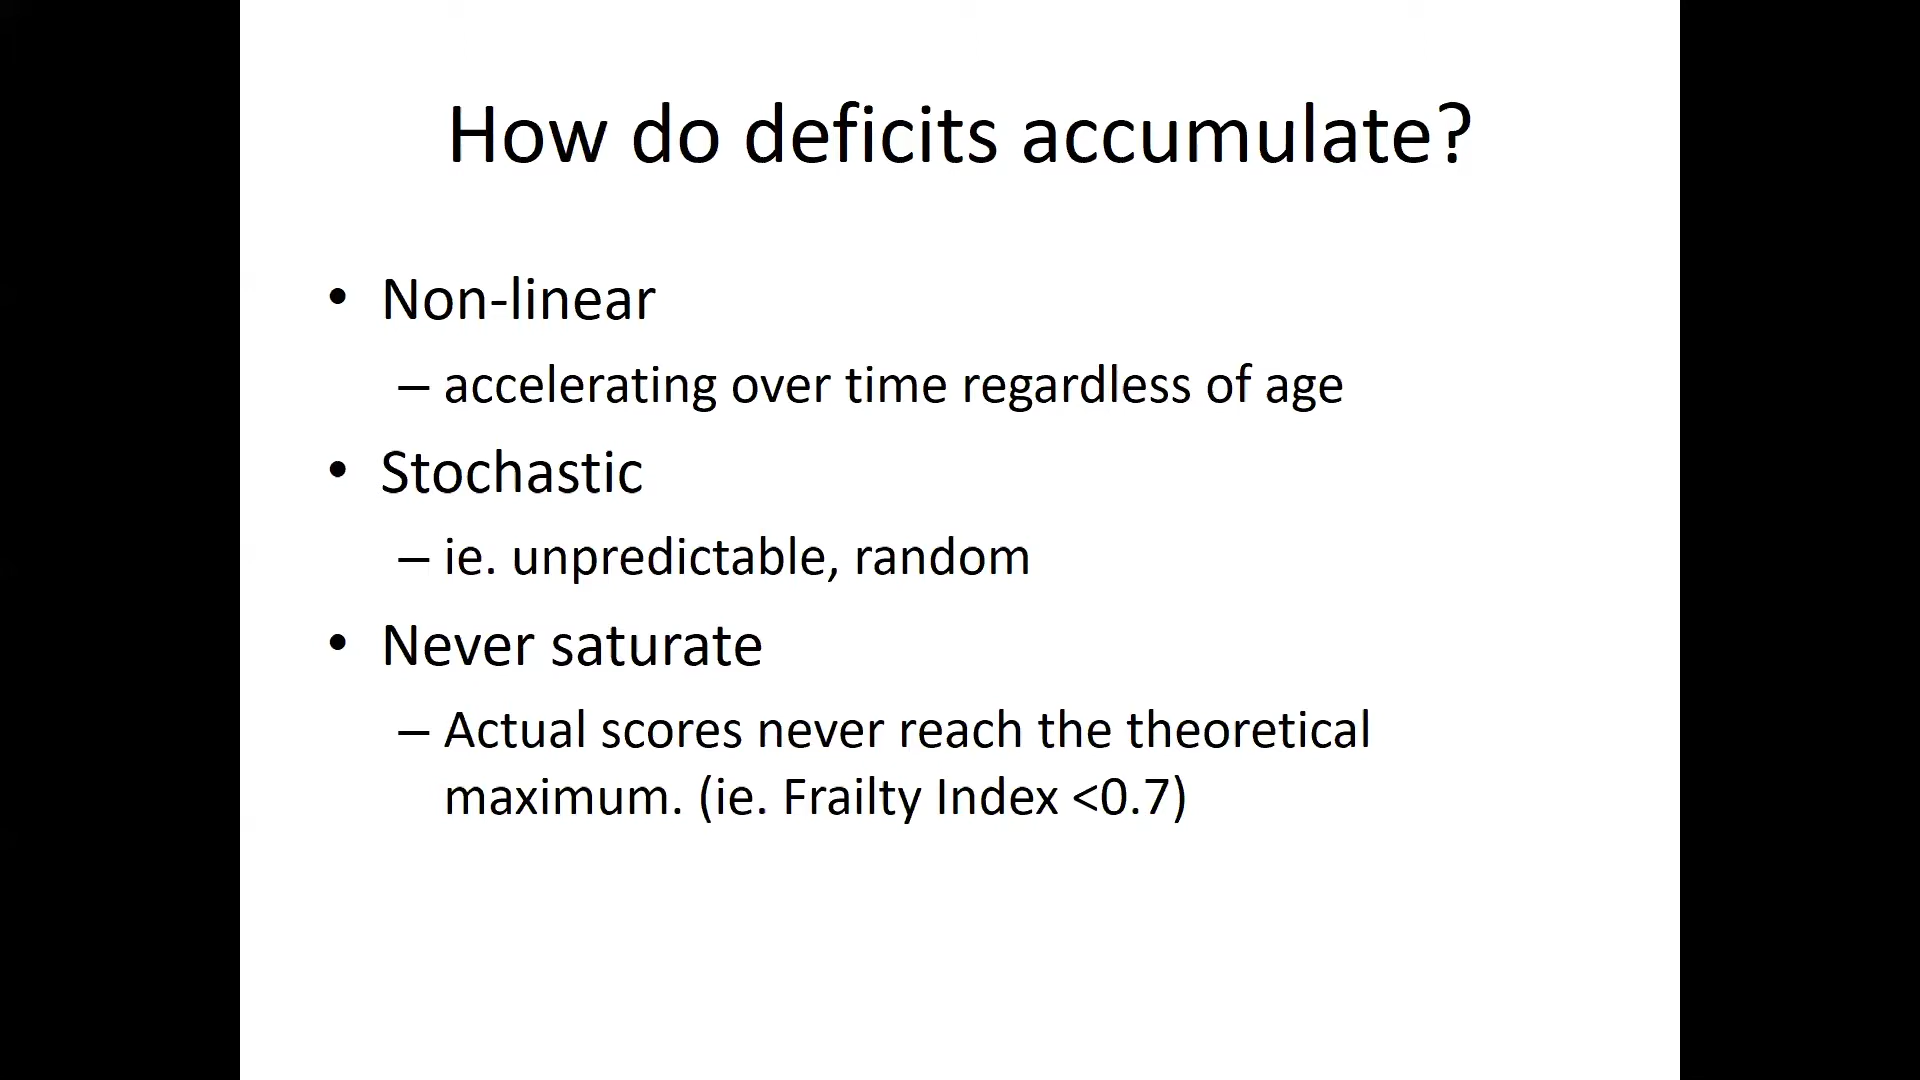 How do deficits accumulate?
• Non-linear
– accelerating over time regardless of age
• Stochastic
– ie. unpredictable, random
• Never saturate
– Actual scores never reach the theoretical
maximum. (ie. Frailty Index <0.7)